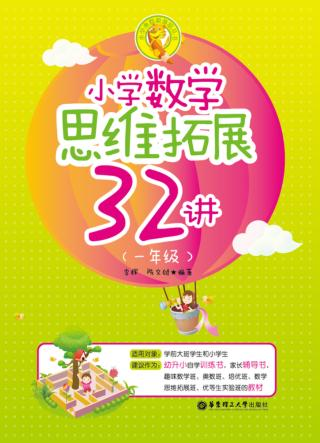 小学数学
思维拓展
32讲
（一年级）
李辉 陈文铖★编著
适用对象：学前大班学生和小学生
建议作为：幼升小自学训练书、家长辅导书、
趣味数学班、奥数班、培优班、数学
思维拓展班、优等生实验班的教材
华东理工大学出版社